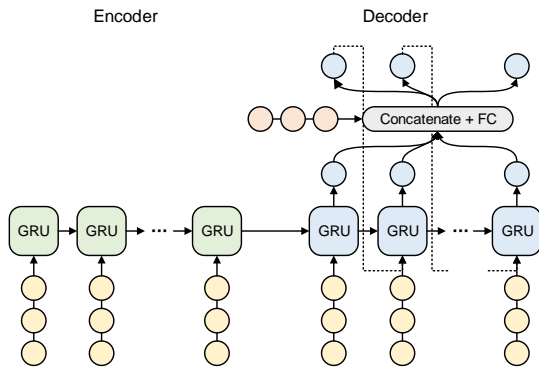 Encoder Decoder
Concatenate + FC
GRU GRU ... GRU GRU GRU ... GRU